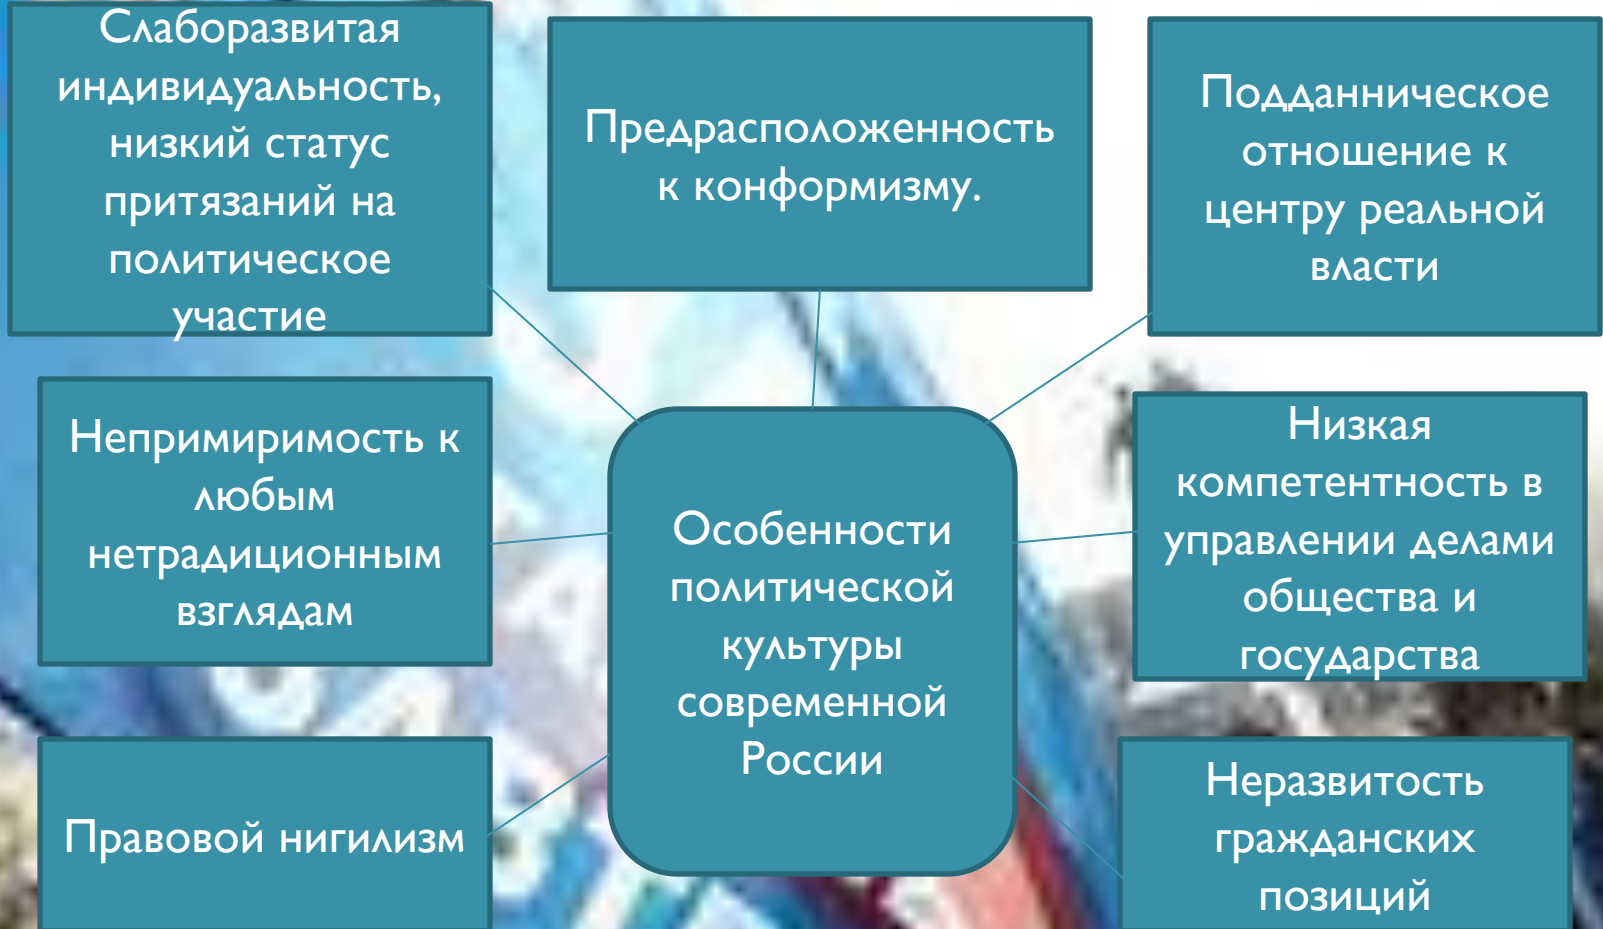 Слаборазвитая
индивидуальность,
низкий статус
притязаний на
политическое
участие
Предрасположенность
к конформизму.
Подданническое
отношение к
центру реальной
власти
Непримиримость к
любым
нетрадиционным
взглядам
Особенности
политической
культуры
современной
России
Низкая
компетентность в
управлении делами
общества и
государства
Правовой нигилизм
Неразвитость
гражданских
позиций